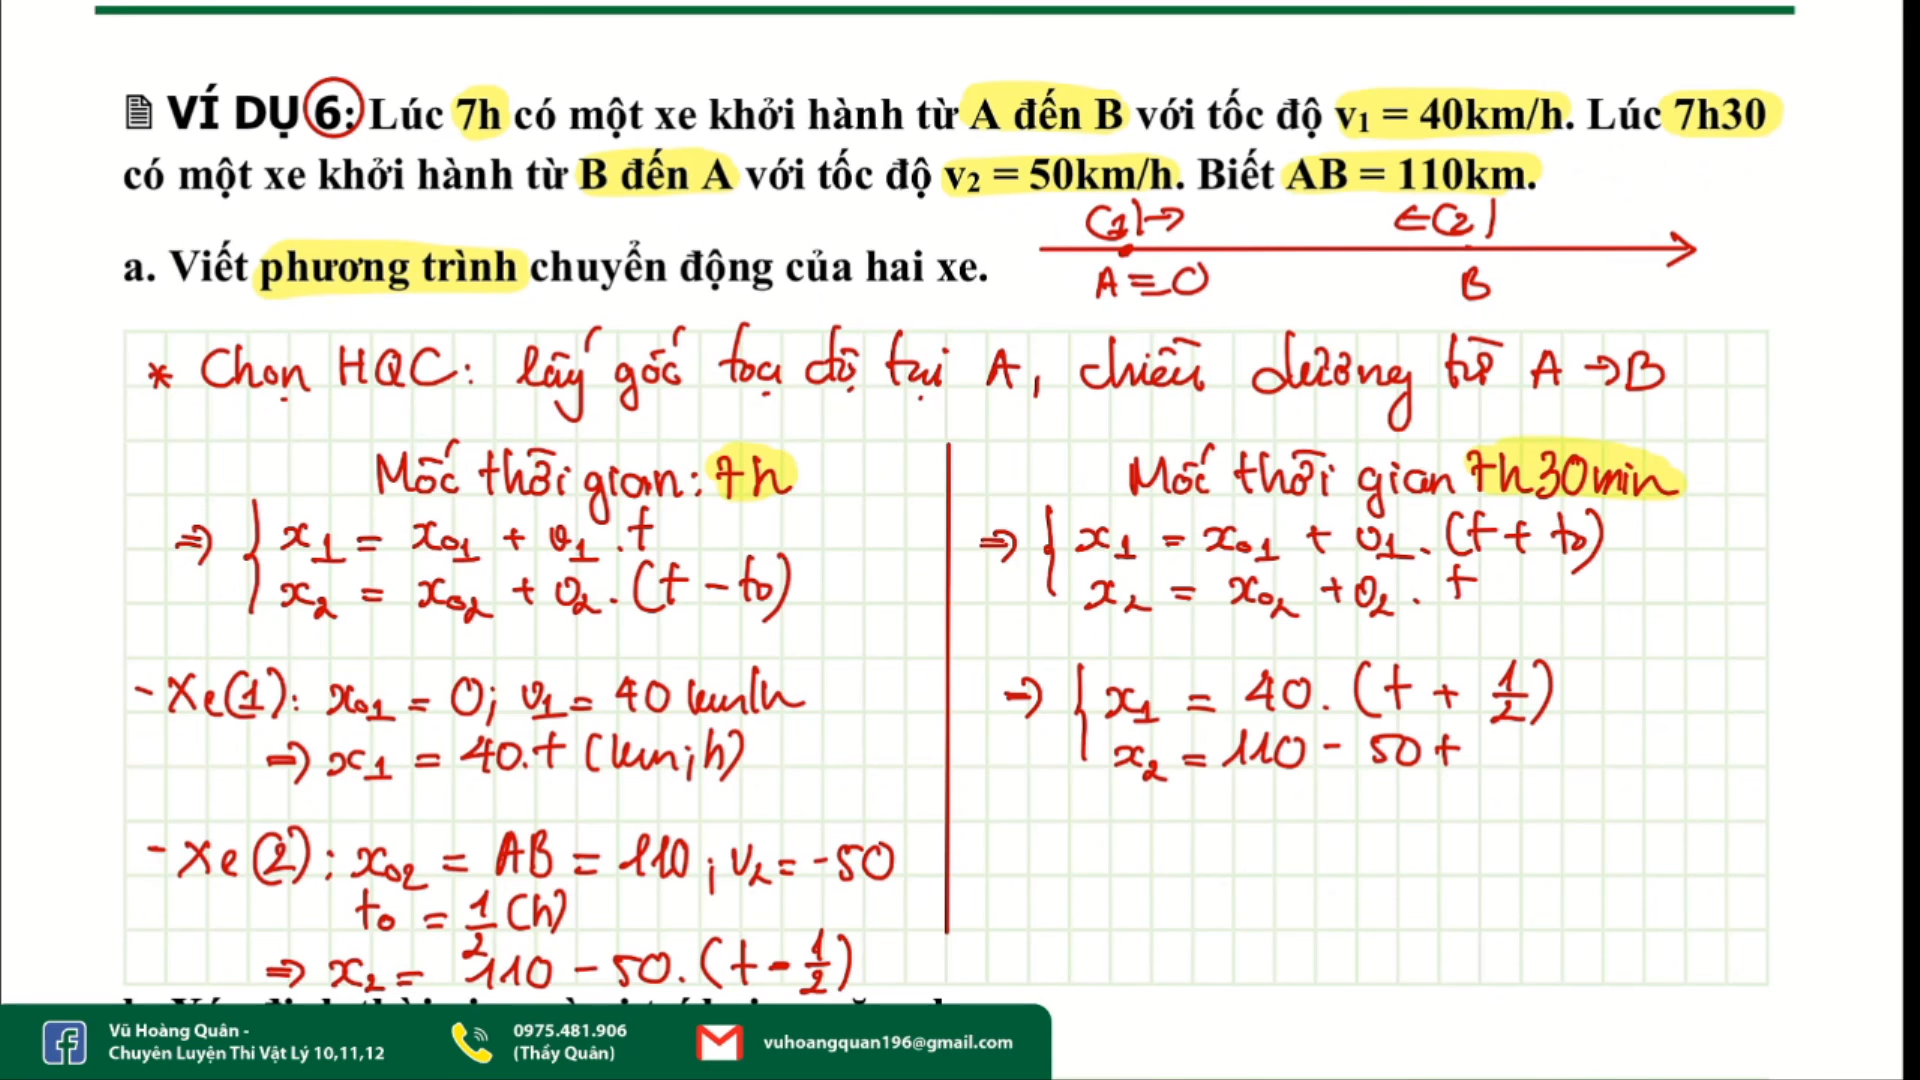 VÍ DỤ 6: Lúc 7h có một xe khởi hành từ A đến B với tốc độ v₁ = 40km/h. Lúc 7h30
có một xe khởi hành từ B đến A với tốc độ v₂ = 50km/h. Biết AB = 110km.
(1)→ ←(2)
a. Viết phương trình chuyển động của hai xe.
A≡O B
* Chọn HQC: lấy gốc toạ độ tại A, chiều dương từ A → B
Mốc thời gian: 7h
⇒ { x₁ = x₀₁ + v₁.t
x₂ = x₀₂ + v₂.(t - t₀)
- Xe(1): x₀₁ = 0; v₁ = 40 km/h
⇒ x₁ = 40.t (km;h)
- Xe(2): x₀₂ = AB = 110; v₂ = -50
t₀ = 1/2 (h)
⇒ x₂ = 110 - 50.(t - 1/2)
Mốc thời gian 7h30min
⇒ { x₁ = x₀₁ + v₁.(t + t₀)
x₂ = x₀₂ + v₂.t
⇒ { x₁ = 40.(t + 1/2)
x₂ = 110 - 50t
Vũ Hoàng Quân -
Chuyên Luyện Thi Vật Lý 10,11,12
0975.481.906
(Thầy Quân)
vuhoangquan196@gmail.com